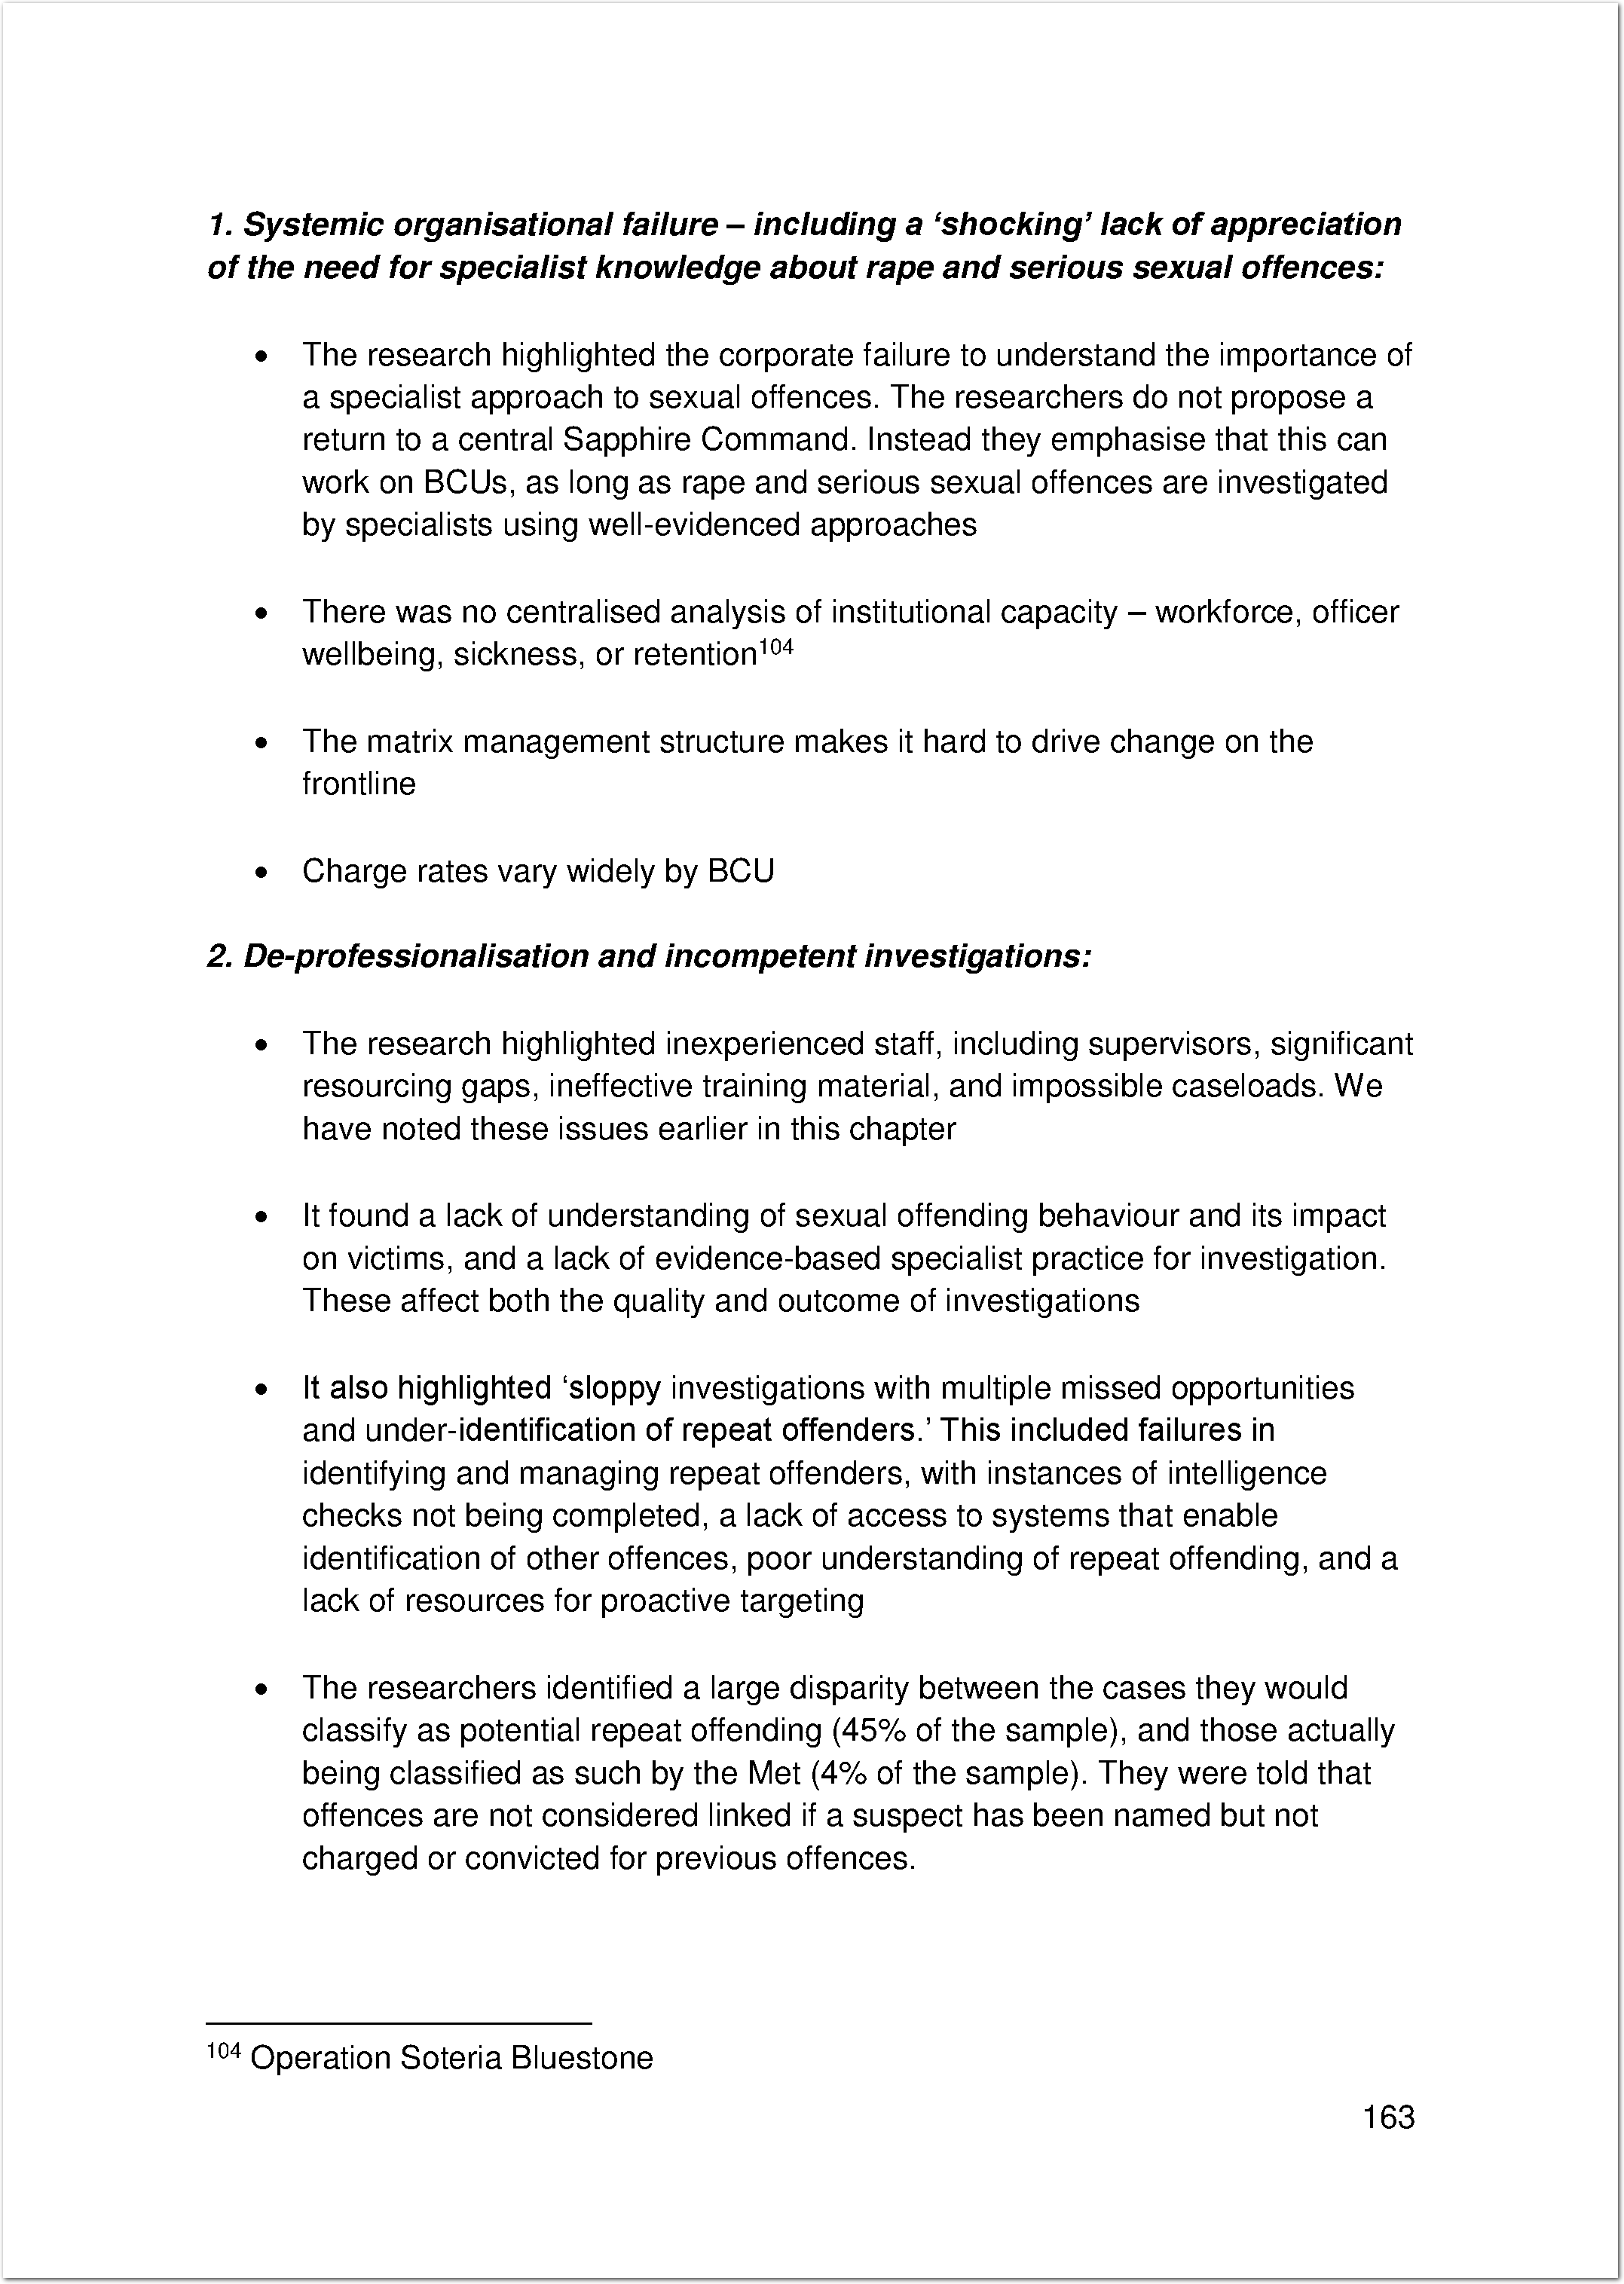 1. Systemic organisational failure – including a ‘shocking’ lack of appreciation
of the need for specialist knowledge about rape and serious sexual offences:
• The research highlighted the corporate failure to understand the importance of
a specialist approach to sexual offences. The researchers do not propose a
return to a central Sapphire Command. Instead they emphasise that this can
work on BCUs, as long as rape and serious sexual offences are investigated
by specialists using well-evidenced approaches
• There was no centralised analysis of institutional capacity – workforce, officer
wellbeing, sickness, or retention104
• The matrix management structure makes it hard to drive change on the
frontline
• Charge rates vary widely by BCU
2. De-professionalisation and incompetent investigations:
• The research highlighted inexperienced staff, including supervisors, significant
resourcing gaps, ineffective training material, and impossible caseloads. We
have noted these issues earlier in this chapter
• It found a lack of understanding of sexual offending behaviour and its impact
on victims, and a lack of evidence-based specialist practice for investigation.
These affect both the quality and outcome of investigations
• It also highlighted ‘sloppy investigations with multiple missed opportunities
and under-identification of repeat offenders.’ This included failures in
identifying and managing repeat offenders, with instances of intelligence
checks not being completed, a lack of access to systems that enable
identification of other offences, poor understanding of repeat offending, and a
lack of resources for proactive targeting
• The researchers identified a large disparity between the cases they would
classify as potential repeat offending (45% of the sample), and those actually
being classified as such by the Met (4% of the sample). They were told that
offences are not considered linked if a suspect has been named but not
charged or convicted for previous offences.
104 Operation Soteria Bluestone
163